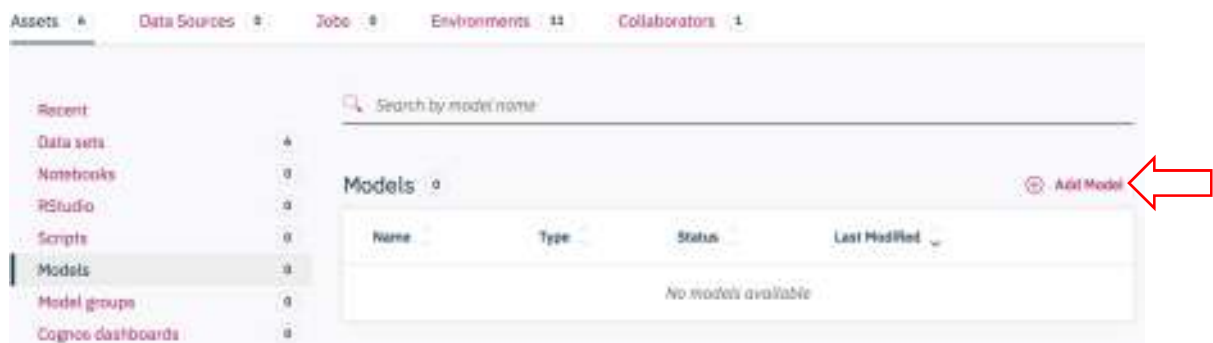 Assets 6 Data Sources 0 Jobs 0 Environments 11 Collaborators 1
Search by model name
Recent
Data sets 6
Notebooks 0
RStudio 0
Scripts 0
Models 0
Model groups 0
Cognos dashboards 0
Models 0
Add Model
Name Type Status Last Modified
No models available